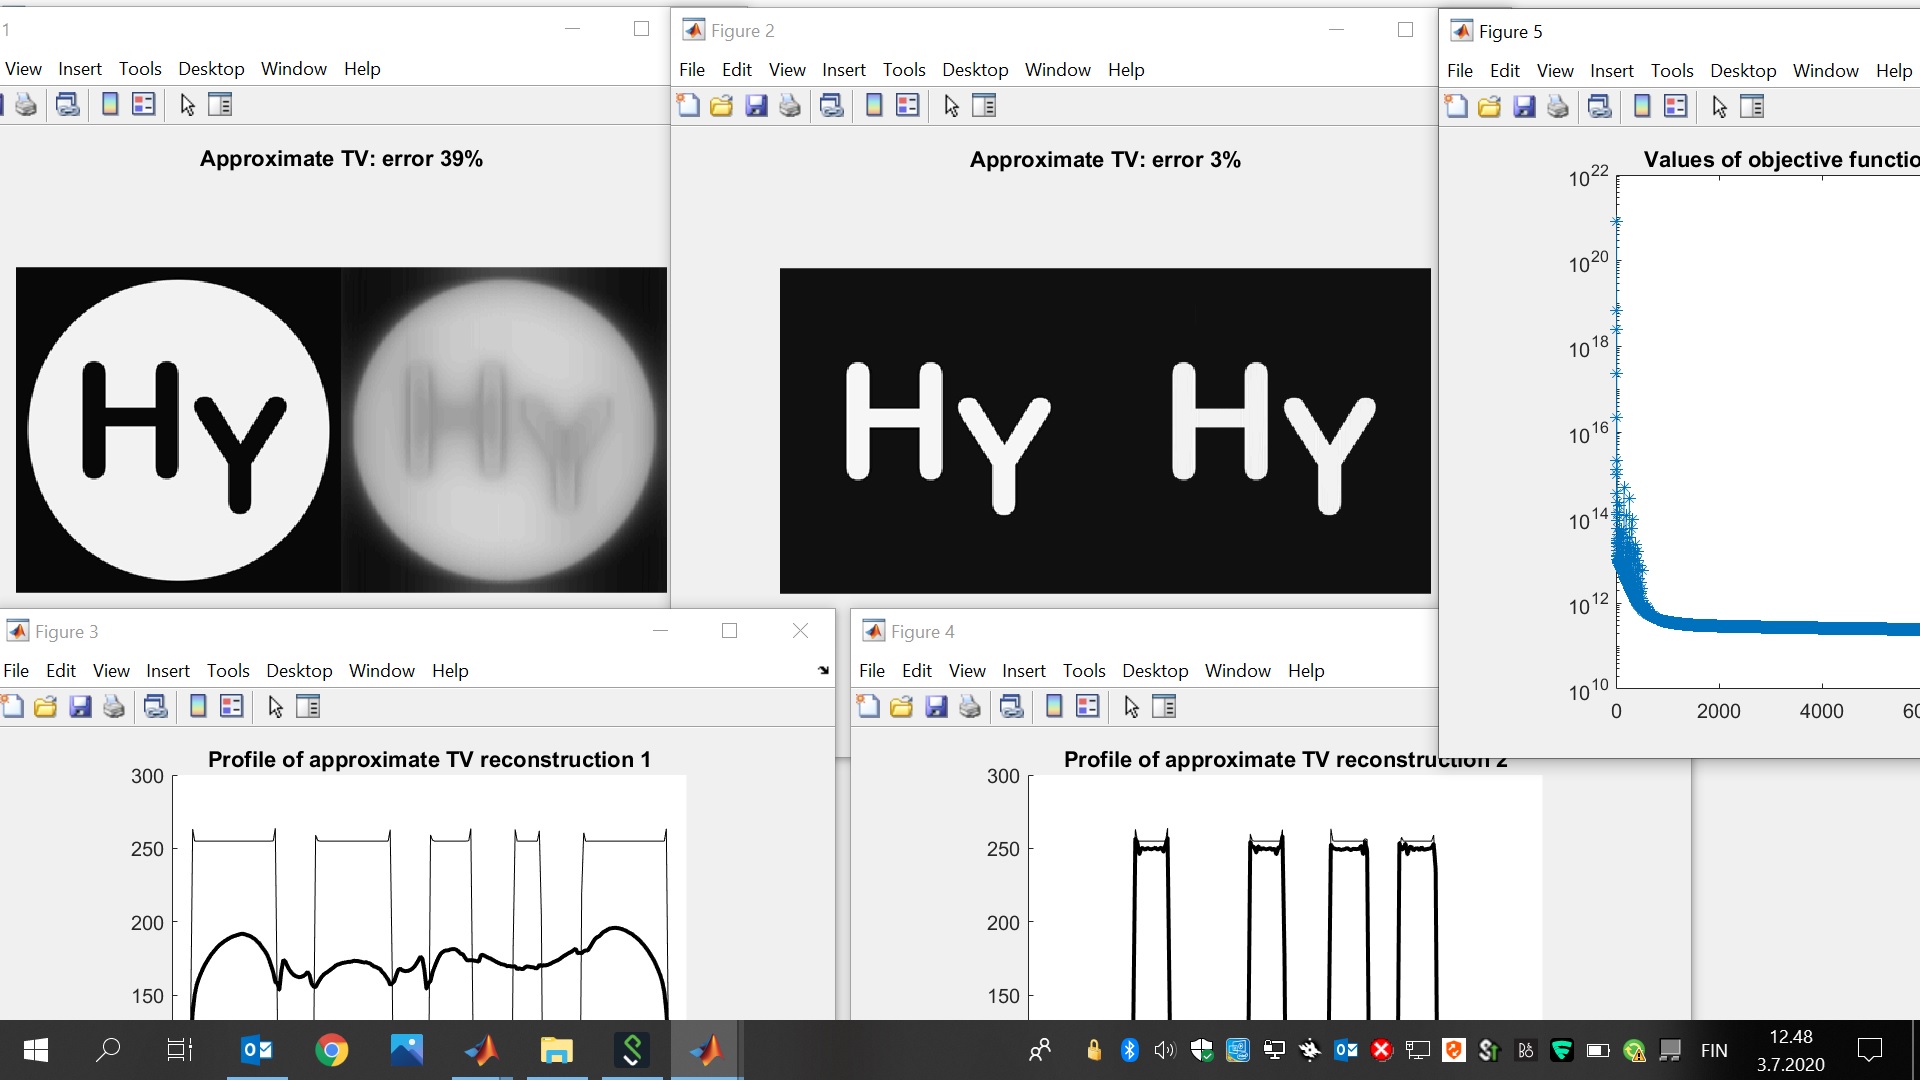 1
View Insert Tools Desktop Window Help
Approximate TV: error 39%
Hy Hy
Figure 2
File Edit View Insert Tools Desktop Window Help
Approximate TV: error 3%
Hy Hy
Figure 5
File Edit View Insert Tools Desktop Window Help
Values of objective functio
10^22
10^20
10^18
10^16
10^14
10^12
10^10
0 2000 4000 60
Figure 3
File Edit View Insert Tools Desktop Window Help
Profile of approximate TV reconstruction 1
300
250
200
150
Figure 4
File Edit View Insert Tools Desktop Window Help
Profile of approximate TV reconstruction 2
300
250
200
150
FIN
12.48
3.7.2020